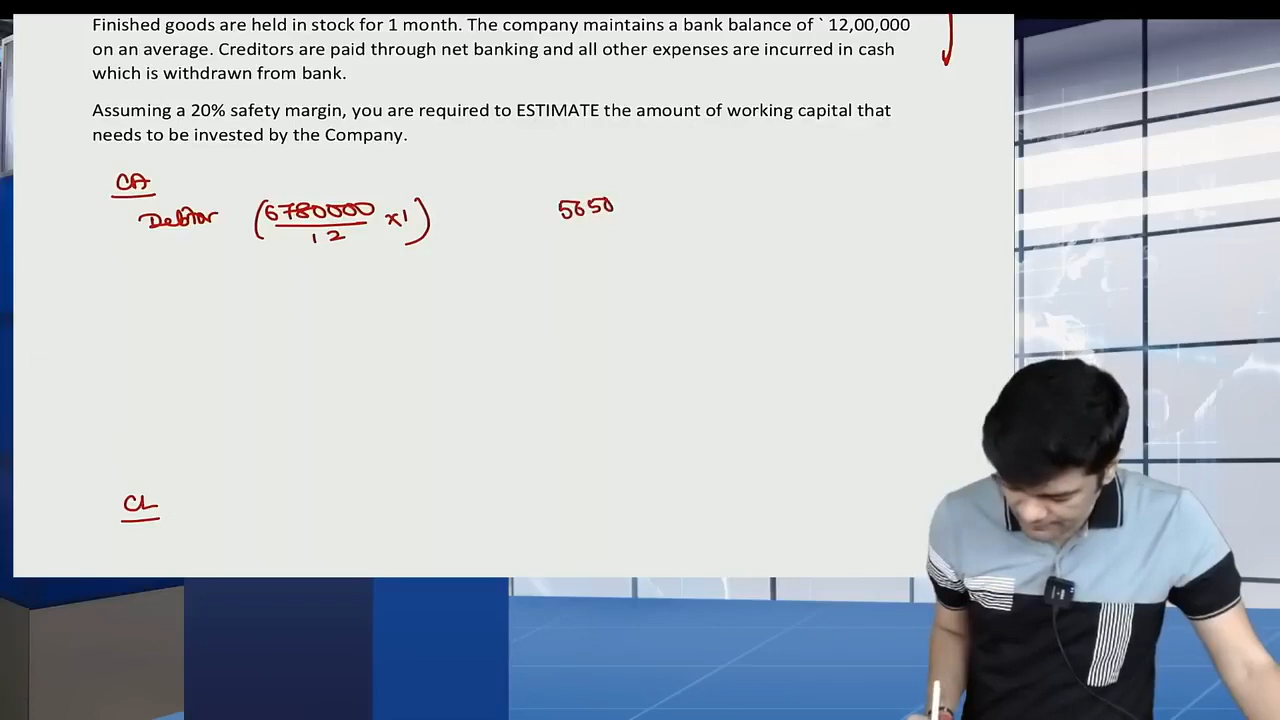 Finished goods are held in stock for 1 month. The company maintains a bank balance of ` 12,00,000
on an average. Creditors are paid through net banking and all other expenses are incurred in cash
which is withdrawn from bank.
Assuming a 20% safety margin, you are required to ESTIMATE the amount of working capital that
needs to be invested by the Company.
CA
Debtor (6780000/12 x1) 5650
CL